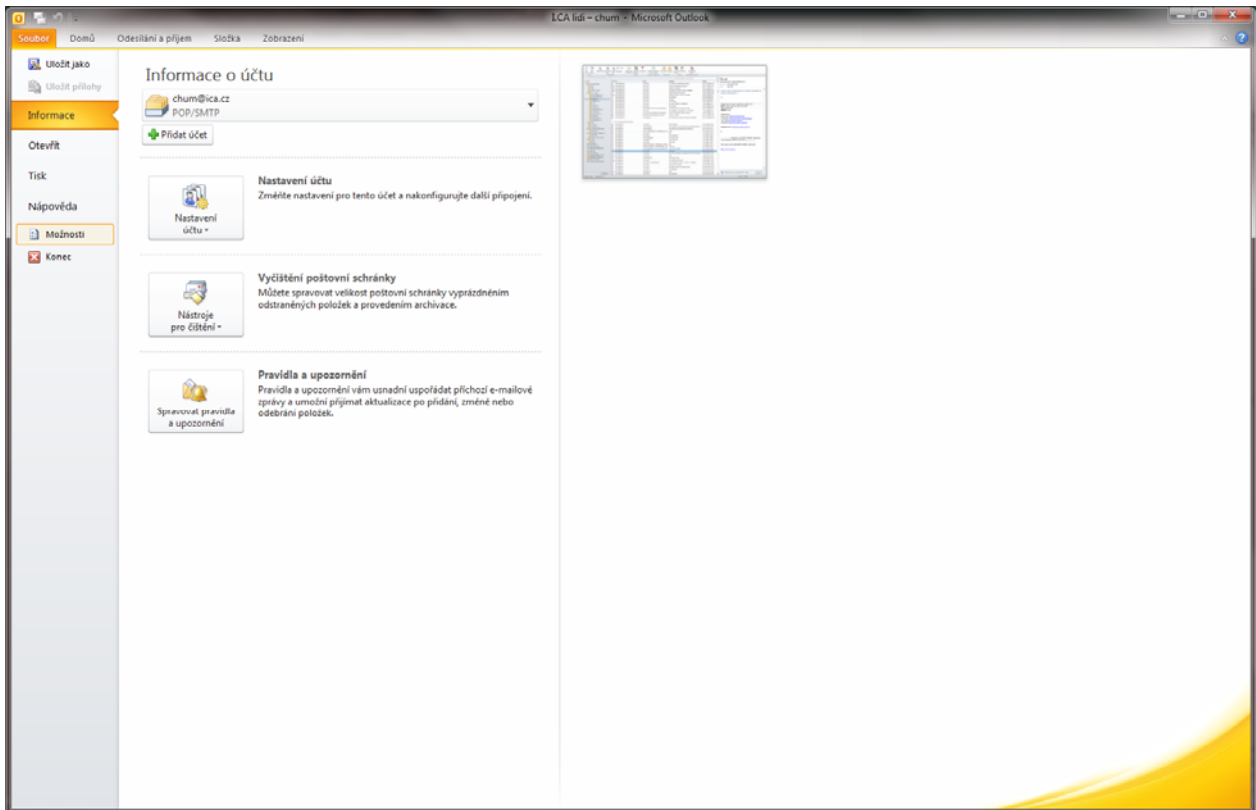 LCA lidi – chum - Microsoft Outlook
Soubor Domů Odesílání a příjem Složka Zobrazení
Uložit jako
Uložit přílohy
Informace
Otevřít
Tisk
Nápověda
Možnosti
Konec
Informace o účtu
chum@ica.cz
POP/SMTP
Přidat účet
Nastavení
účtu
Nastavení účtu
Změňte nastavení pro tento účet a nakonfigurujte další připojení.
Nástroje
pro čištění
Vyčištění poštovní schránky
Můžete spravovat velikost poštovní schránky vyprázdněním
odstraněných položek a provedením archivace.
Spravovat pravidla
a upozornění
Pravidla a upozornění
Pravidla a upozornění vám usnadní uspořádat příchozí e-mailové
zprávy a umožní přijímat aktualizace po přidání, změně nebo
odebrání položek.